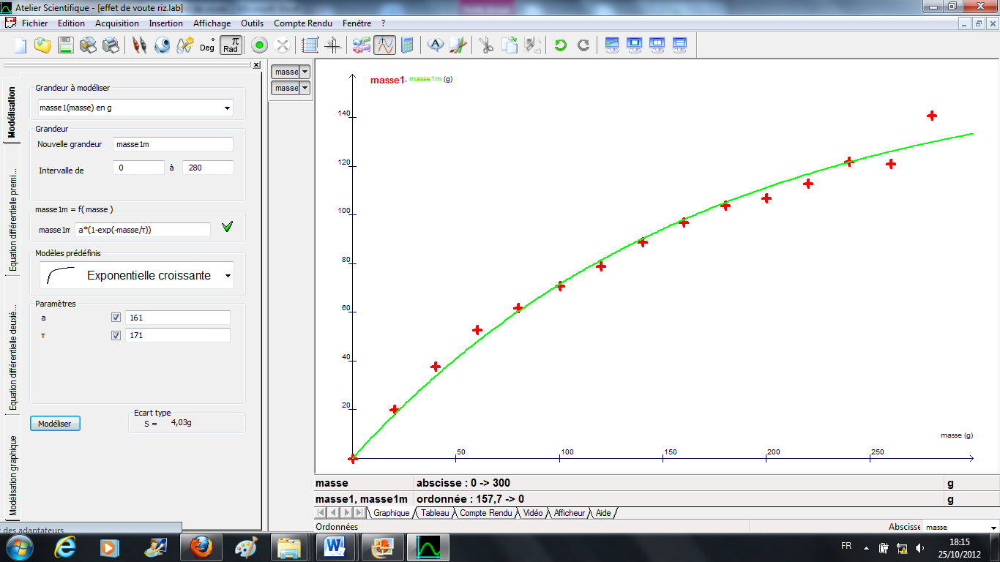 Atelier Scientifique - [effet de voute riz.lab]
Fichier Edition Acquisition Insertion Affichage Outils Compte Rendu Fenêtre ?
Deg π Rad
Modélisation
Equation différentielle premi...
Equation différentielle deuxiè...
Modélisation graphique
Grandeur à modéliser
masse1(masse) en g
Grandeur
Nouvelle grandeur masse1m
Intervalle de 0 à 280
masse1m = f( masse )
masse1m a*(1-exp(-masse/τ))
Modèles prédéfinis
Exponentielle croissante
Paramètres
a 161
τ 171
Ecart type
Modéliser S = 4,03g
masse
masse
masse1, masse1m (g)
140
120
100
80
60
40
20
masse (g)
50 100 150 200 250
masse abscisse : 0 -> 300 g
masse1, masse1m ordonnée : 157,7 -> 0 g
Graphique Tableau Compte Rendu Vidéo Afficheur Aide
Ordonnées Abscisse masse
des adaptateurs
FR 18:15
25/10/2012